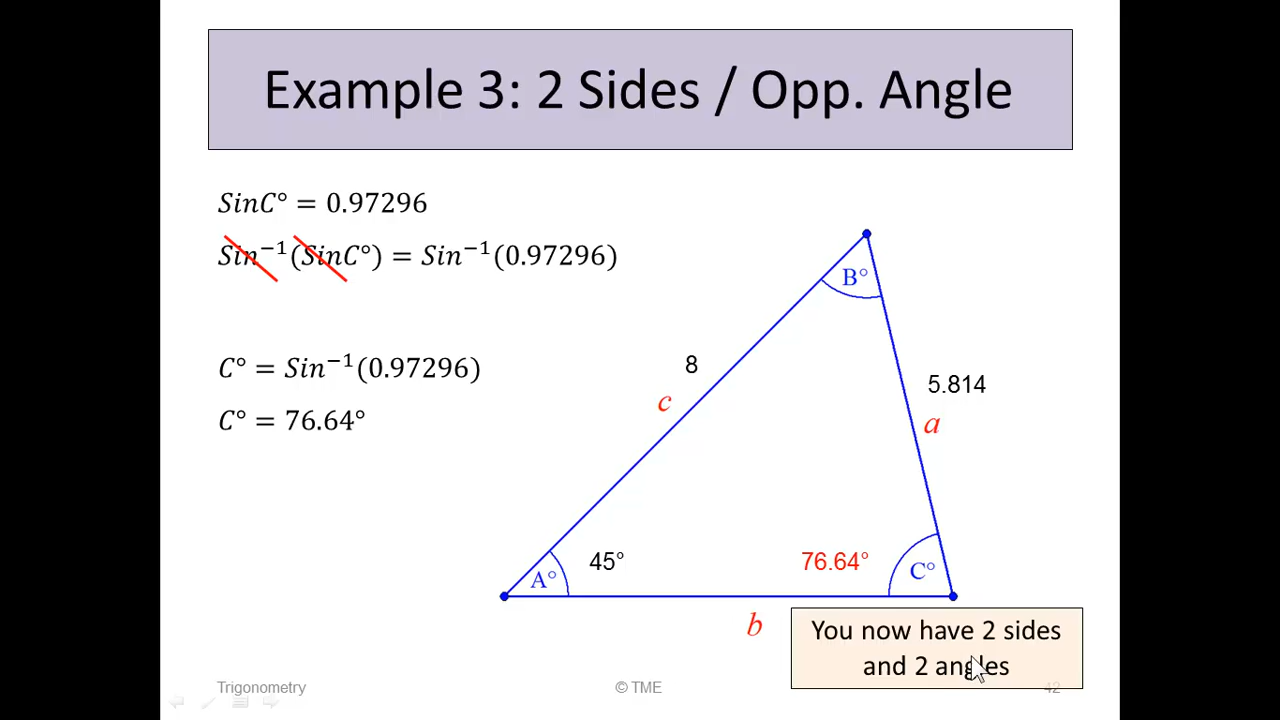 Example 3: 2 Sides / Opp. Angle
SinC° = 0.97296
Sin⁻¹(SinC°) = Sin⁻¹(0.97296)
C° = Sin⁻¹(0.97296)
C° = 76.64°
B°
8
c
5.814
a
45°
A°
76.64°
C°
b
You now have 2 sides
and 2 angles
Trigonometry
© TME
42